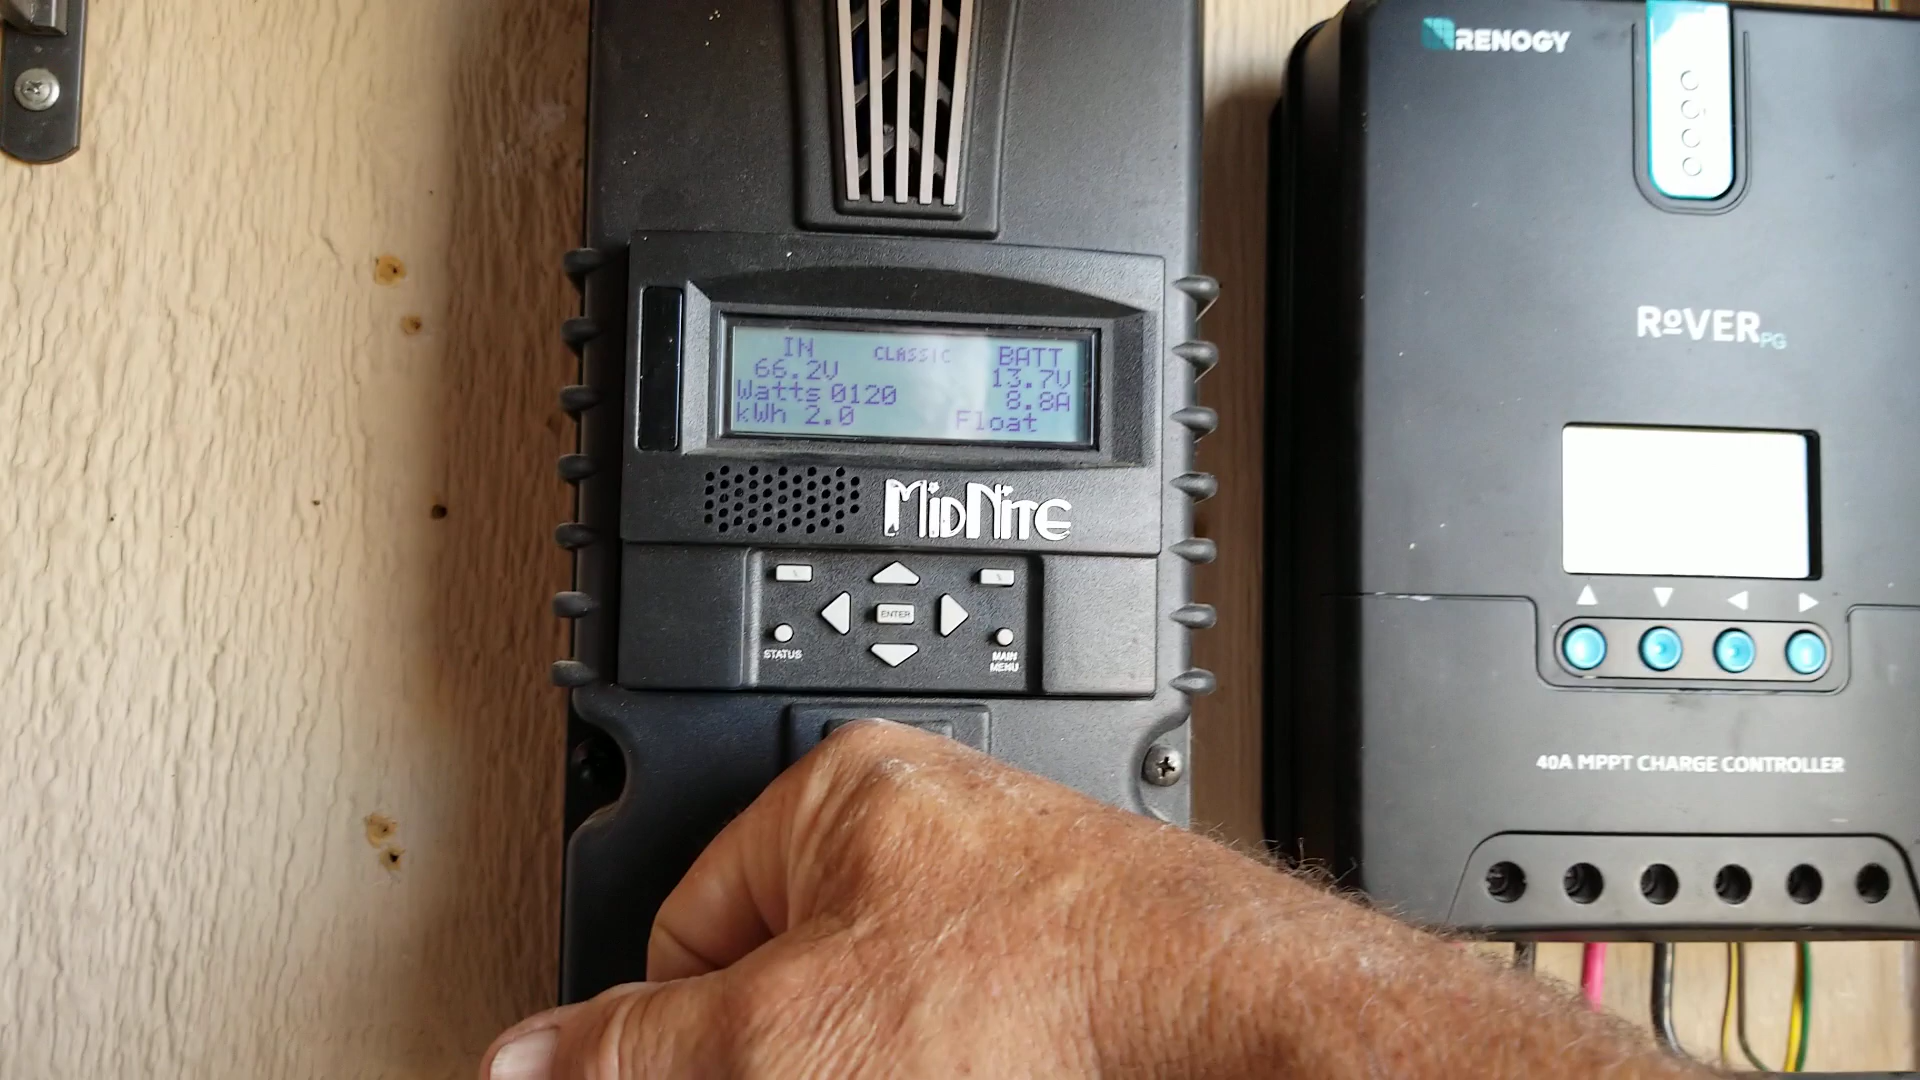 IN CLASSIC BATT
66.2V 13.7V
Watts 0120 8.8A
kWh 2.0 Float
MidNite
ENTER
STATUS
MAIN
MENU
RENOGY
ROVER PG
40A MPPT CHARGE CONTROLLER